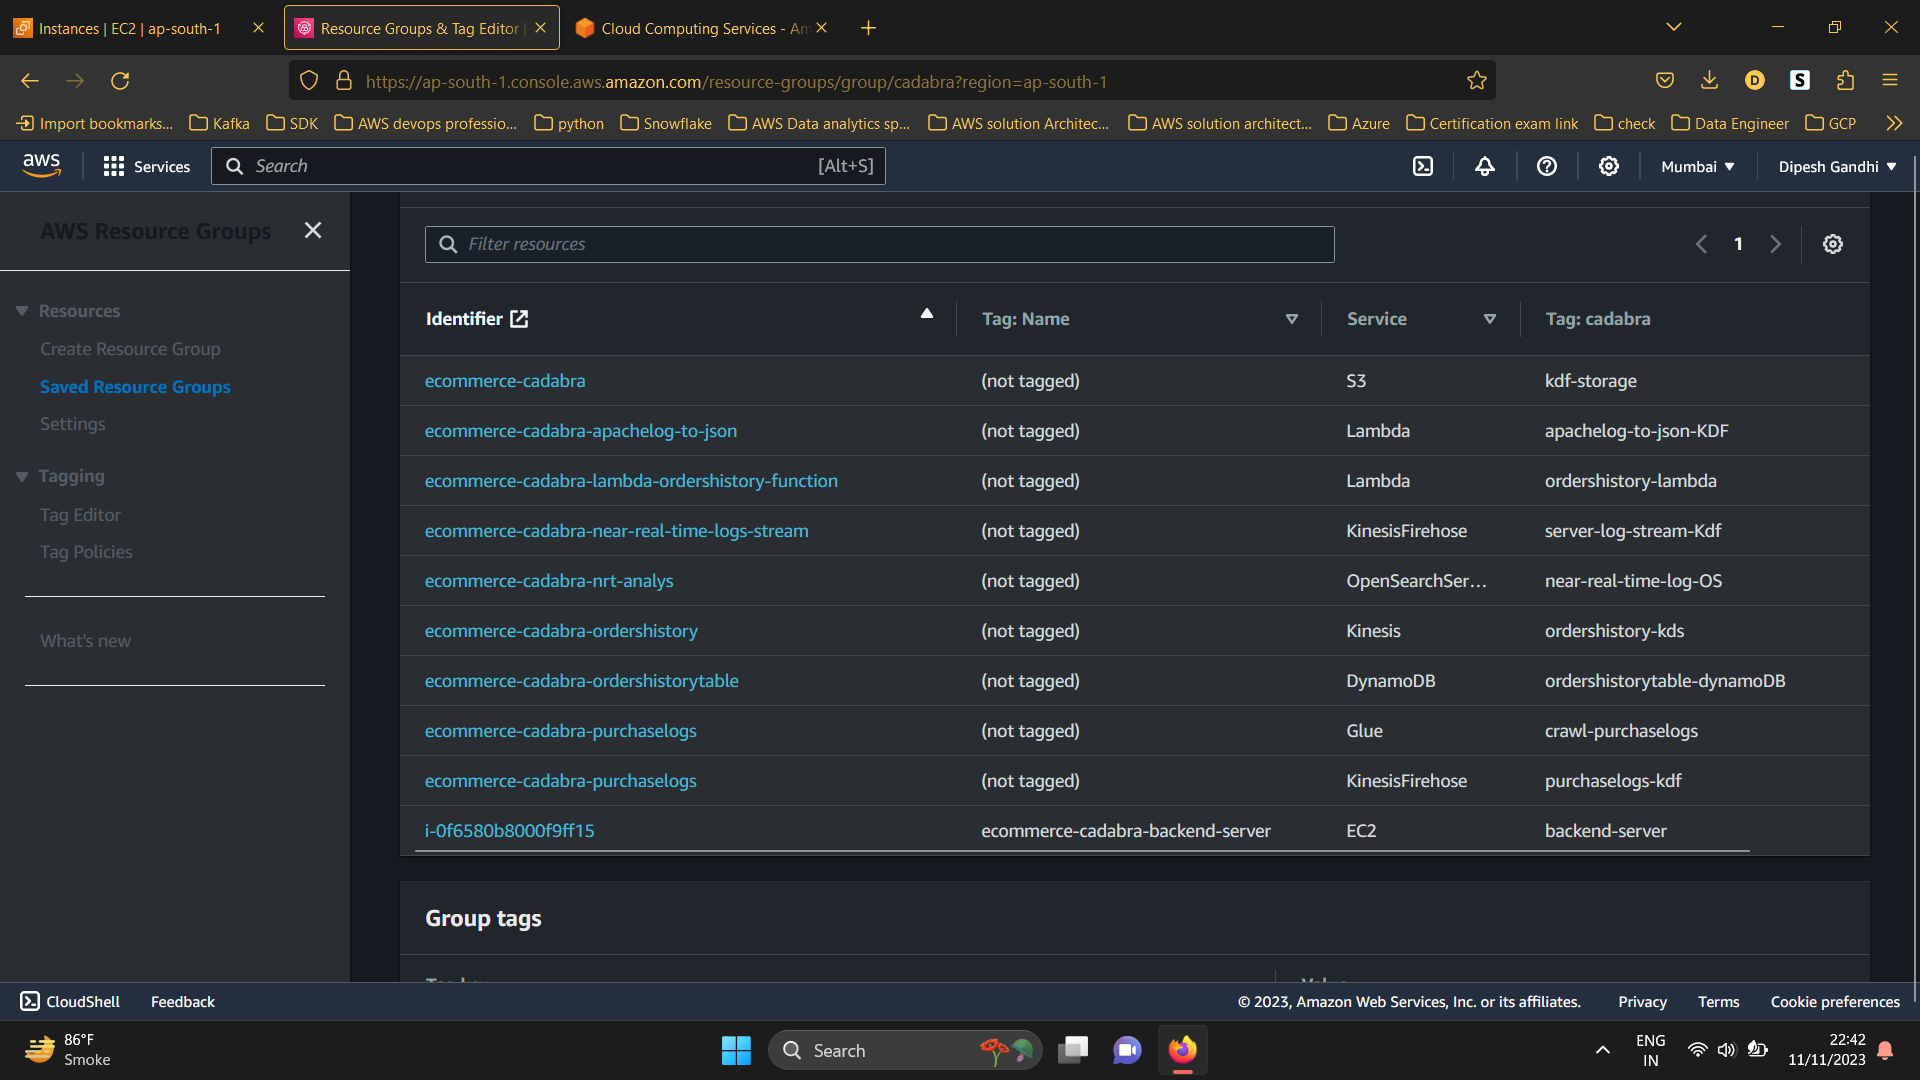 Instances | EC2 | ap-south-1
Resource Groups & Tag Editor |
Cloud Computing Services - Am
https://ap-south-1.console.aws.amazon.com/resource-groups/group/cadabra?region=ap-south-1
D
S
Import bookmarks... Kafka SDK AWS devops professio... python Snowflake AWS Data analytics sp... AWS solution Architec... AWS solution architect... Azure Certification exam link check Data Engineer GCP
aws Services Search [Alt+S] Mumbai Dipesh Gandhi
AWS Resource Groups
Resources
Create Resource Group
Saved Resource Groups
Settings
Tagging
Tag Editor
Tag Policies
What's new
Filter resources
1
Identifier Tag: Name Service Tag: cadabra
ecommerce-cadabra (not tagged) S3 kdf-storage
ecommerce-cadabra-apachelog-to-json (not tagged) Lambda apachelog-to-json-KDF
ecommerce-cadabra-lambda-ordershistory-function (not tagged) Lambda ordershistory-lambda
ecommerce-cadabra-near-real-time-logs-stream (not tagged) KinesisFirehose server-log-stream-Kdf
ecommerce-cadabra-nrt-analys (not tagged) OpenSearchSer... near-real-time-log-OS
ecommerce-cadabra-ordershistory (not tagged) Kinesis ordershistory-kds
ecommerce-cadabra-ordershistorytable (not tagged) DynamoDB ordershistorytable-dynamoDB
ecommerce-cadabra-purchaselogs (not tagged) Glue crawl-purchaselogs
ecommerce-cadabra-purchaselogs (not tagged) KinesisFirehose purchaselogs-kdf
i-0f6580b8000f9ff15 ecommerce-cadabra-backend-server EC2 backend-server
Group tags
CloudShell Feedback © 2023, Amazon Web Services, Inc. or its affiliates. Privacy Terms Cookie preferences
86°F
Smoke
Search
ENG
IN
22:42
11/11/2023